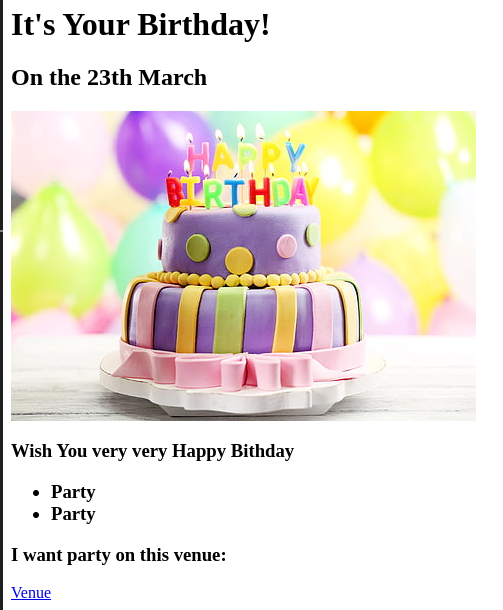 It's Your Birthday!
On the 23th March
HAPPY
BIRTHDAY
Wish You very very Happy Bithday
Party
Party
I want party on this venue:
Venue